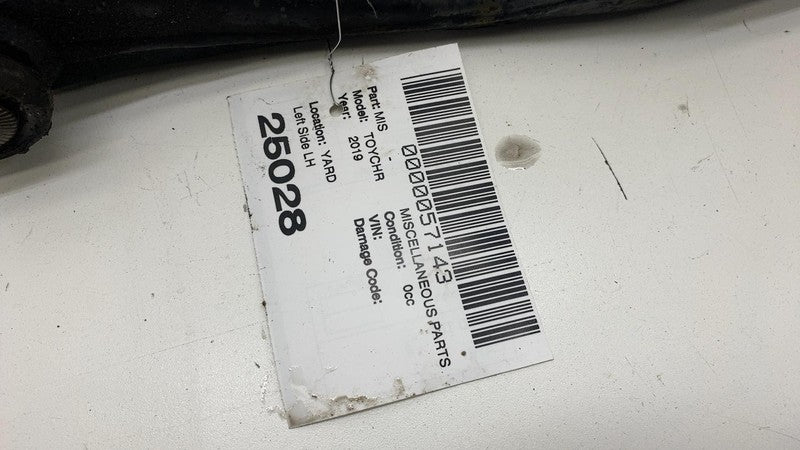 0000057143
Part: MIS - MISCELLANEOUS PARTS
Model: TOYCHR Condition: 0cc
Year: 2019 VIN:
Damage Code:
Location: YARD
Left Side LH
25028